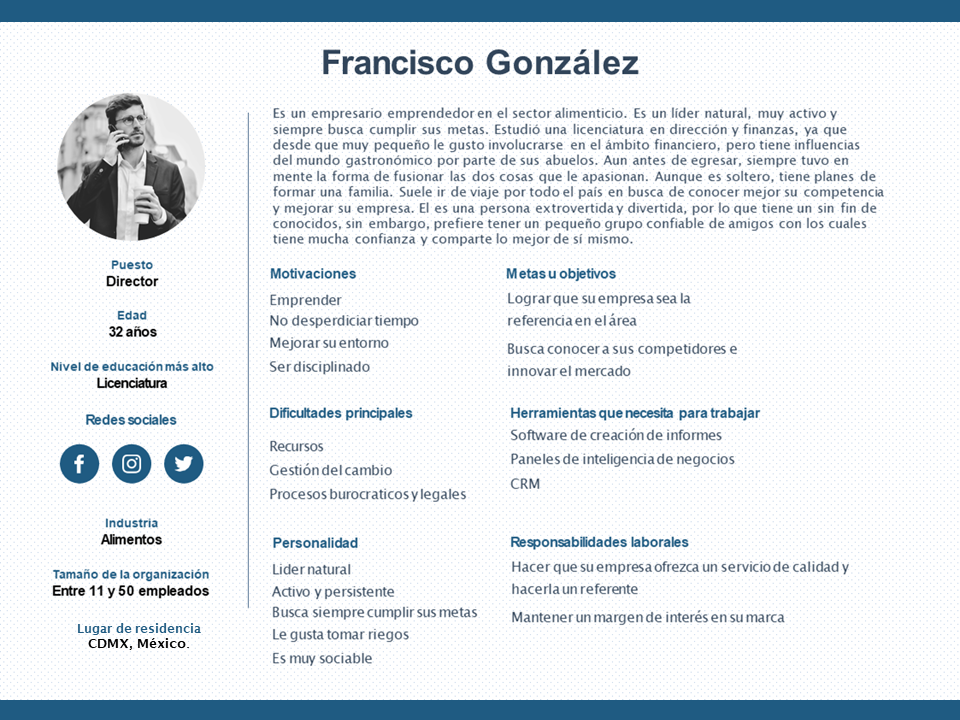 Francisco González
Es un empresario emprendedor en el sector alimenticio. Es un líder natural, muy activo y
siempre busca cumplir sus metas. Estudió una licenciatura en dirección y finanzas, ya que
desde que muy pequeño le gusto involucrarse en el ámbito financiero, pero tiene influencias
del mundo gastronómico por parte de sus abuelos. Aun antes de egresar, siempre tuvo en
mente la forma de fusionar las dos cosas que le apasionan. Aunque es soltero, tiene planes de
formar una familia. Suele ir de viaje por todo el país en busca de conocer mejor su competencia
y mejorar su empresa. El es una persona extrovertida y divertida, por lo que tiene un sin fin de
conocidos, sin embargo, prefiere tener un pequeño grupo confiable de amigos con los cuales
tiene mucha confianza y comparte lo mejor de sí mismo.
Puesto
Director
Edad
32 años
Nivel de educación más alto
Licenciatura
Redes sociales
Industria
Alimentos
Tamaño de la organización
Entre 11 y 50 empleados
Lugar de residencia
CDMX, México.
Motivaciones
Emprender
No desperdiciar tiempo
Mejorar su entorno
Ser disciplinado
Metas u objetivos
Lograr que su empresa sea la
referencia en el área
Busca conocer a sus competidores e
innovar el mercado
Dificultades principales
Recursos
Gestión del cambio
Procesos burocraticos y legales
Herramientas que necesita para trabajar
Software de creación de informes
Paneles de inteligencia de negocios
CRM
Personalidad
Lider natural
Activo y persistente
Busca siempre cumplir sus metas
Le gusta tomar riegos
Es muy sociable
Responsabilidades laborales
Hacer que su empresa ofrezca un servicio de calidad y
hacerla un referente
Mantener un margen de interés en su marca